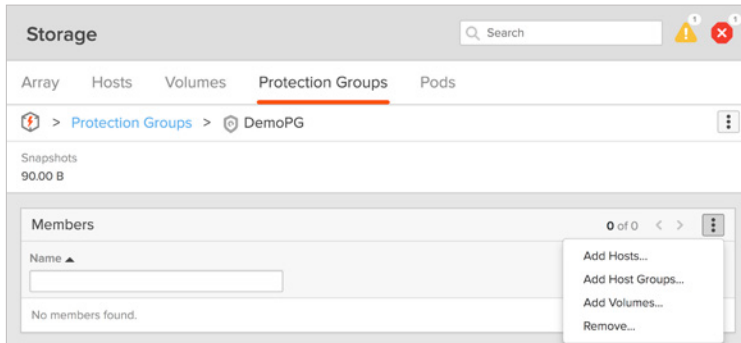 Storage
Search
1
1
Array Hosts Volumes Protection Groups Pods
> Protection Groups > DemoPG
Snapshots
90.00 B
Members
0 of 0 < >
Name ▲
No members found.
Add Hosts...
Add Host Groups...
Add Volumes...
Remove...